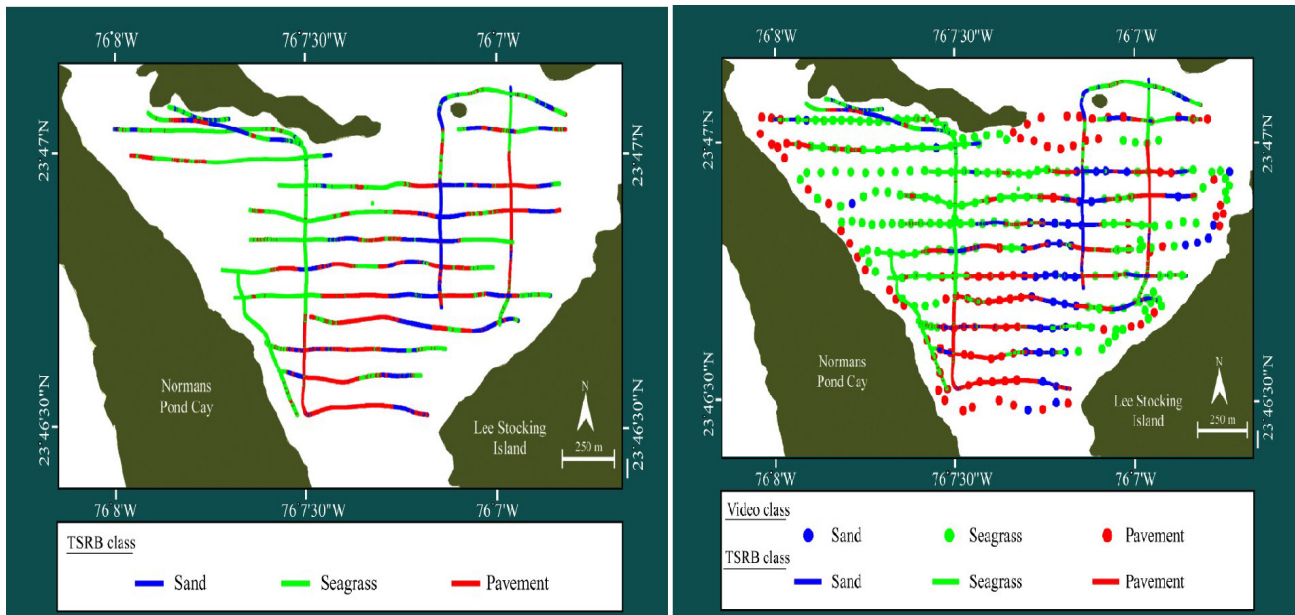 76°8'W 76°7'30"W 76°7'W
23°47'N
23°47'N
Normans
Pond Cay
N
Lee Stocking
Island
250 m
23°46'30"N
23°46'30"N
76°8'W 76°7'30"W 76°7'W
TSRB class
Sand Seagrass Pavement
76°8'W 76°7'30"W 76°7'W
23°47'N
23°47'N
Normans
Pond Cay
N
Lee Stocking
Island
250 m
23°46'30"N
23°46'30"N
76°8'W 76°7'30"W 76°7'W
Video class
Sand Seagrass Pavement
TSRB class
Sand Seagrass Pavement